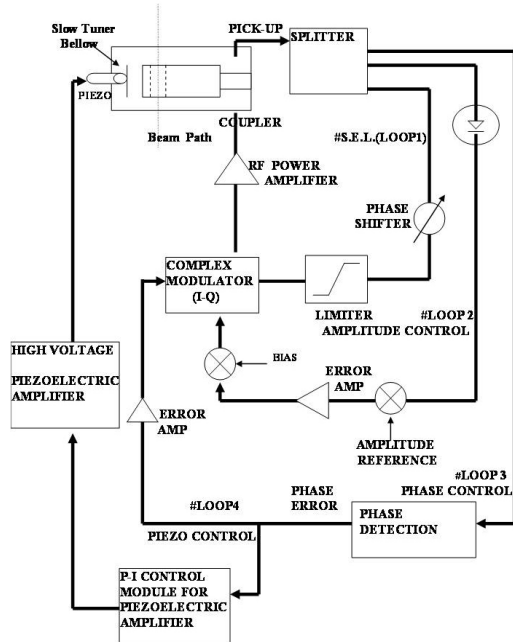 PICK-UP
SPLITTER
Slow Tuner
Bellow
PIEZO
Beam Path
COUPLER
#S.E.L.(LOOP1)
RF POWER
AMPLIFIER
PHASE
SHIFTER
COMPLEX
MODULATOR
(I-Q)
LIMITER
AMPLITUDE CONTROL
#LOOP 2
HIGH VOLTAGE
PIEZOELECTRIC
AMPLIFIER
BIAS
ERROR
AMP
ERROR
AMP
AMPLITUDE
REFERENCE
#LOOP 3
PHASE CONTROL
#LOOP4
PIEZO CONTROL
PHASE
ERROR
PHASE
DETECTION
P-I CONTROL
MODULE FOR
PIEZOELECTRIC
AMPLIFIER